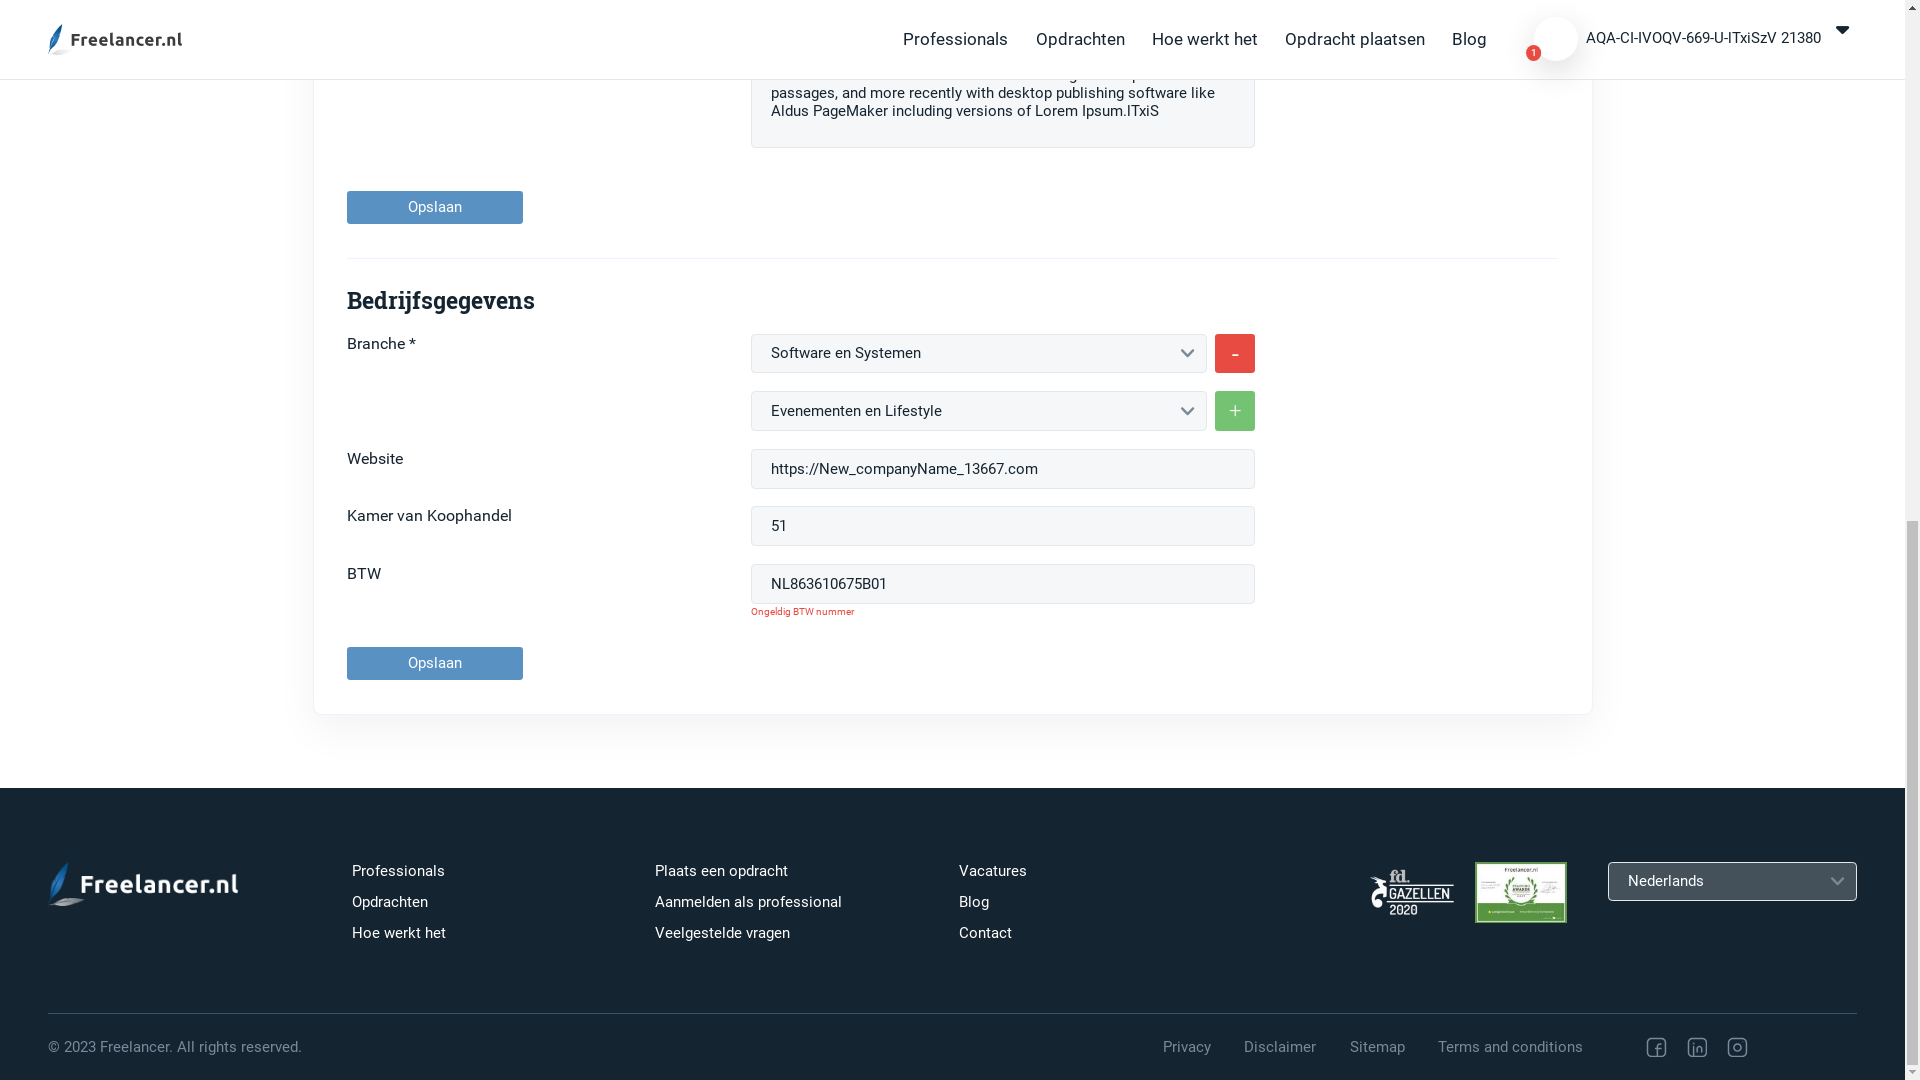 Freelancer.nl
Professionals
Opdrachten
Hoe werkt het
Opdracht plaatsen
Blog
1
AQA-CI-IVOQV-669-U-lTxiSzV 21380
passages, and more recently with desktop publishing software like
Aldus PageMaker including versions of Lorem Ipsum.lTxiS
Opslaan
Bedrijfsgegevens
Branche *
Software en Systemen
-
Evenementen en Lifestyle
+
Website
https://New_companyName_13667.com
Kamer van Koophandel
51
BTW
NL863610675B01
Ongeldig BTW nummer
Opslaan
Freelancer.nl
Professionals
Opdrachten
Hoe werkt het
Plaats een opdracht
Aanmelden als professional
Veelgestelde vragen
Vacatures
Blog
Contact
fd.
GAZELLEN
2020
Freelancer.nl
Nederlands
© 2023 Freelancer. All rights reserved.
Privacy
Disclaimer
Sitemap
Terms and conditions